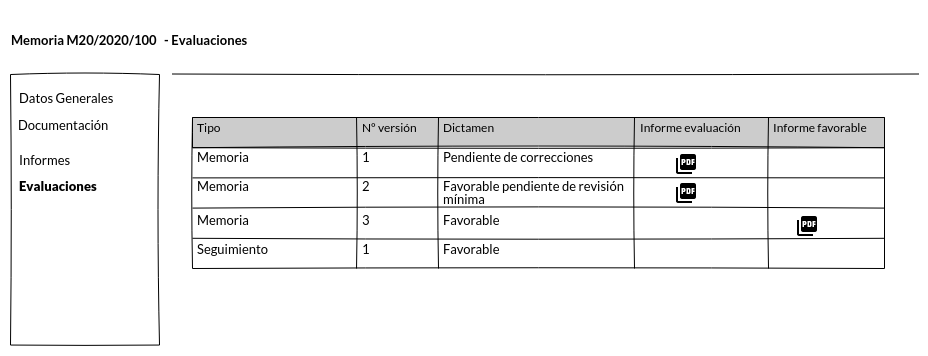 Memoria M20/2020/100 - Evaluaciones
Datos Generales
Documentación
Informes
Evaluaciones
Tipo Nº versión Dictamen Informe evaluación Informe favorable
Memoria 1 Pendiente de correcciones PDF
Memoria 2 Favorable pendiente de revisión
mínima PDF
Memoria 3 Favorable PDF
Seguimiento 1 Favorable